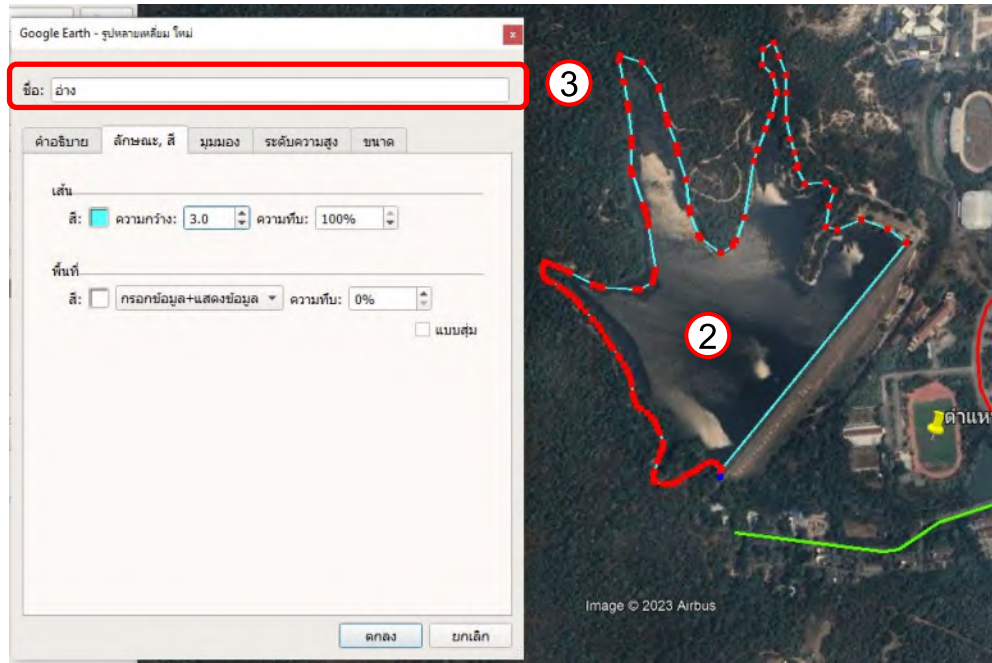 Google Earth - รูปหลายเหลี่ยม ใหม่
x
ชื่อ: อ่าง
3
คำอธิบาย ลักษณะ, สี มุมมอง ระดับความสูง ขนาด
เส้น
สี: ความกว้าง: 3.0 ความทึบ: 100%
พื้นที่
สี: กรอกข้อมูล+แสดงข้อมูล ความทึบ: 0%
แบบสุ่ม
ตกลง ยกเลิก
2
ตำแหน
Image © 2023 Airbus